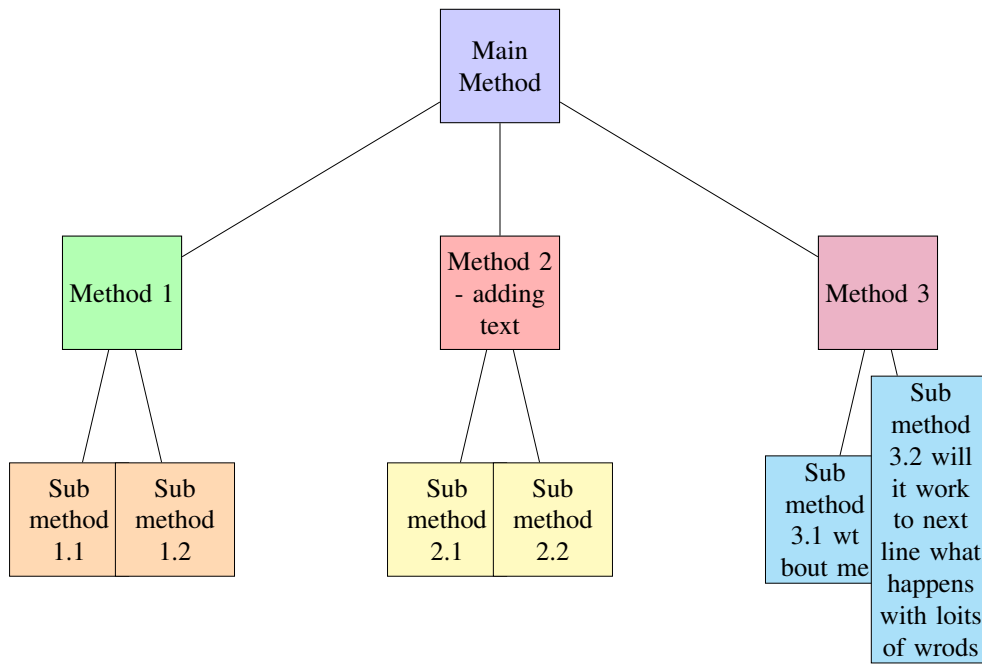 Main
Method
Method 1
Method 2
- adding
text
Method 3
Sub
method
1.1
Sub
method
1.2
Sub
method
2.1
Sub
method
2.2
Sub
method
3.1 wt
bout me
Sub
method
3.2 will
it work
to next
line what
happens
with loits
of wrods